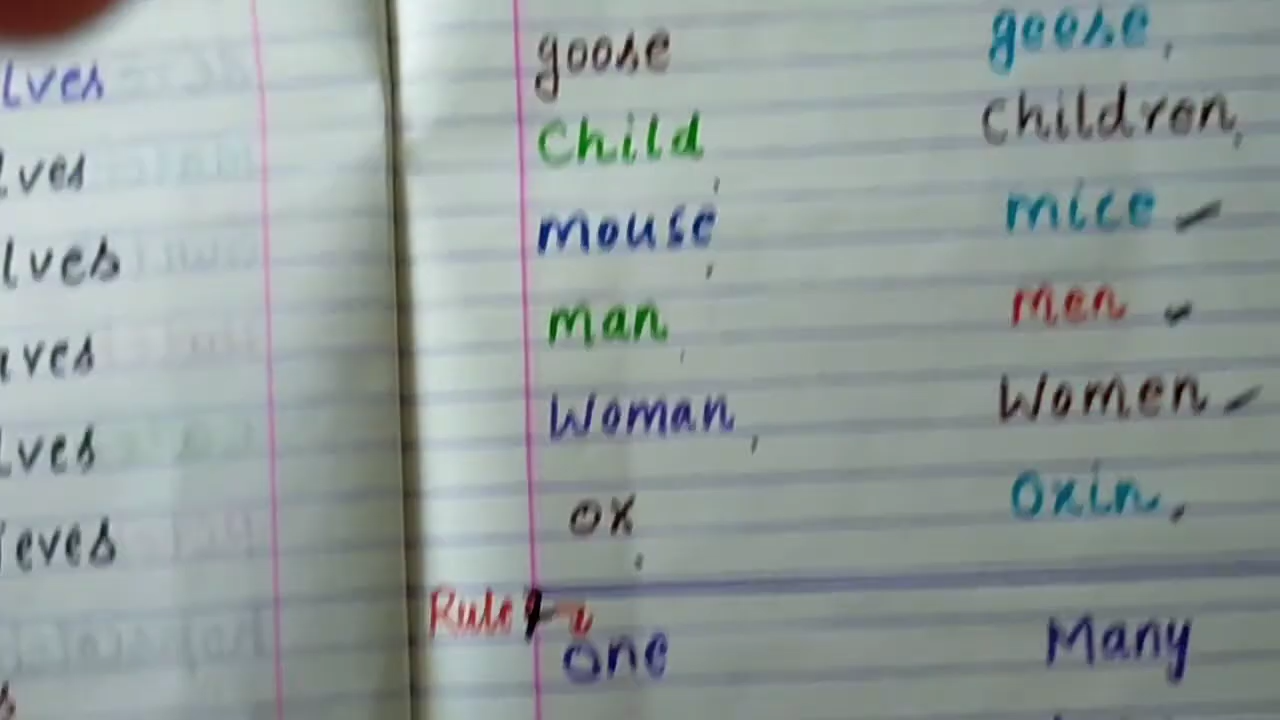 lves
lves
lves
aves
lves
ieves
goose geese,
Child children,
mouse mice
man men
Woman, Women
ox oxin,
Rule
One Many